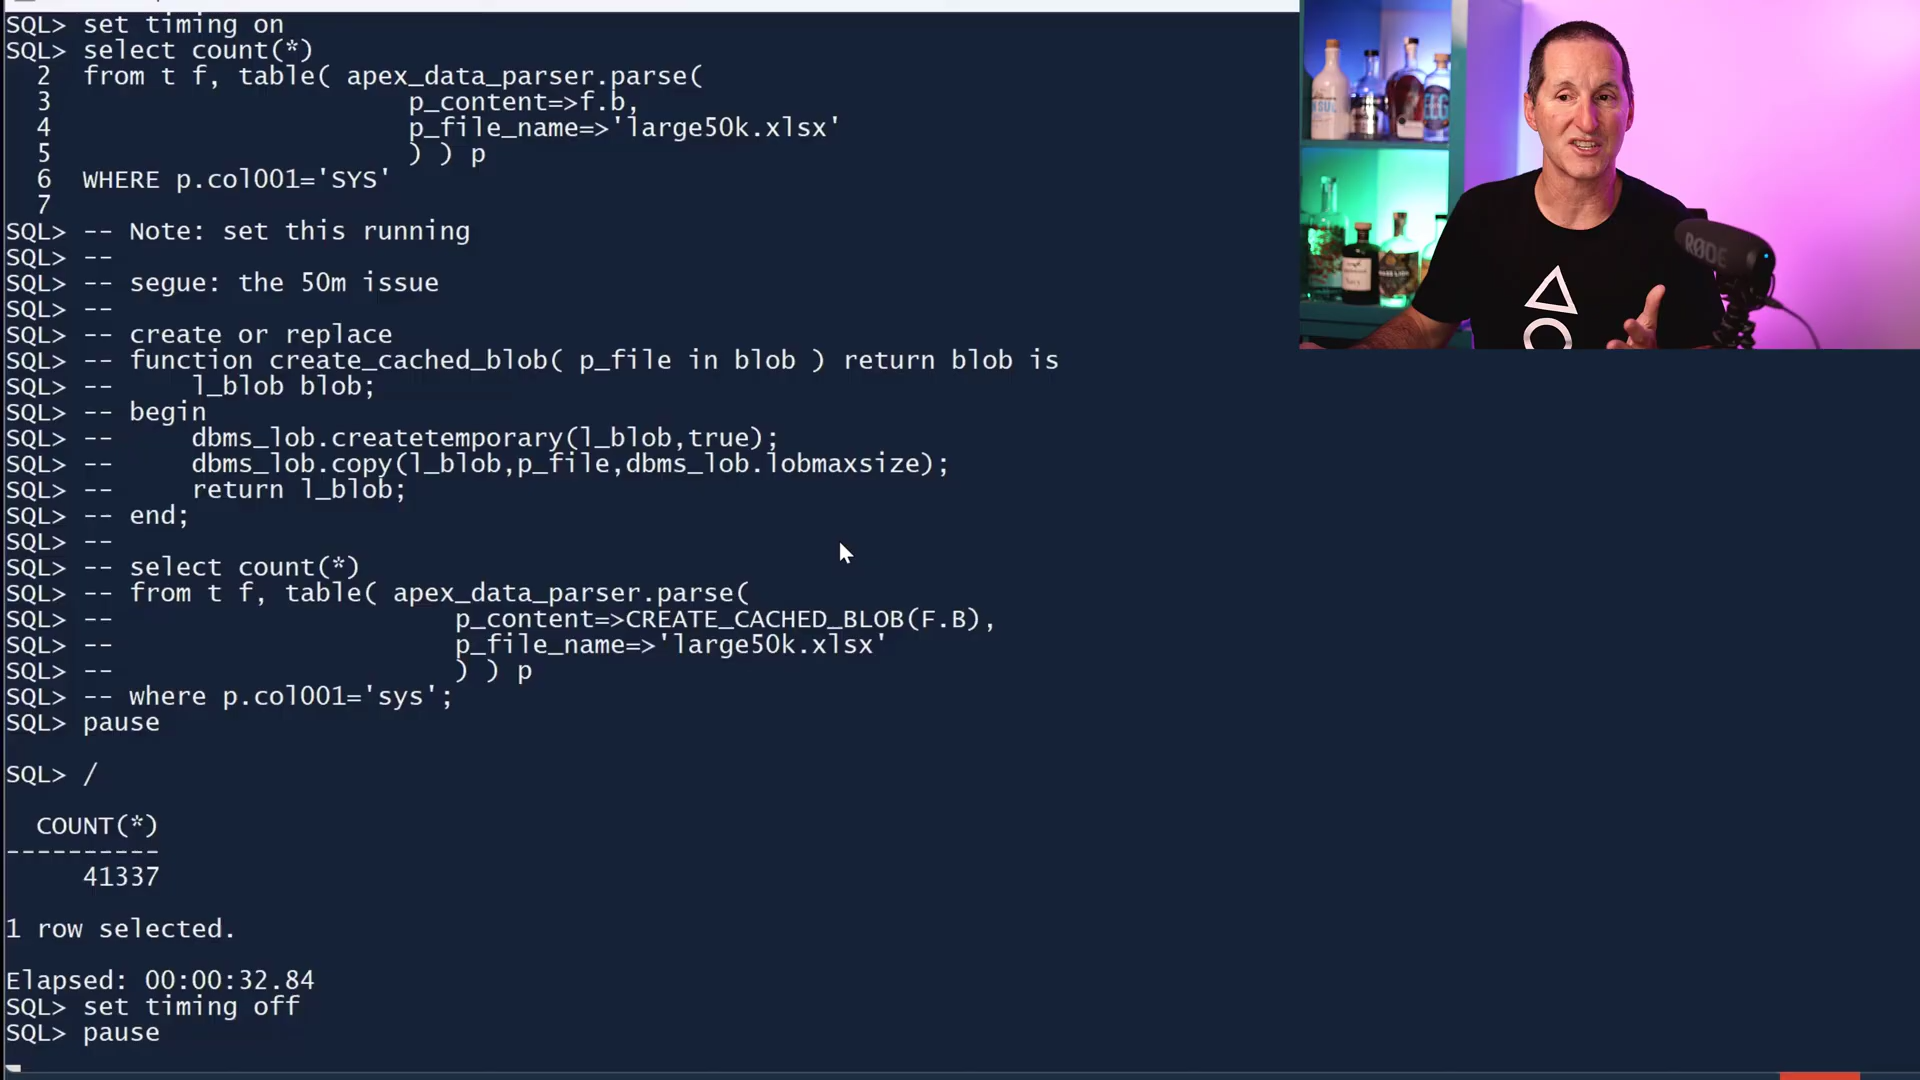 SQL> set timing on
SQL> select count(*)
  2  from t f, table( apex_data_parser.parse(
  3                       p_content=>f.b,
  4                       p_file_name=>'large50k.xlsx'
  5                       ) ) p
  6  WHERE p.col001='SYS'
  7
SQL> -- Note: set this running
SQL> --
SQL> -- segue: the 50m issue
SQL> --
SQL> -- create or replace
SQL> -- function create_cached_blob( p_file in blob ) return blob is
SQL> --     l_blob blob;
SQL> -- begin
SQL> --     dbms_lob.createtemporary(l_blob,true);
SQL> --     dbms_lob.copy(l_blob,p_file,dbms_lob.lobmaxsize);
SQL> --     return l_blob;
SQL> -- end;
SQL> --
SQL> -- select count(*)
SQL> -- from t f, table( apex_data_parser.parse(
SQL> --                      p_content=>CREATE_CACHED_BLOB(F.B),
SQL> --                      p_file_name=>'large50k.xlsx'
SQL> --                      ) ) p
SQL> -- where p.col001='sys';
SQL> pause
SQL> /
  COUNT(*)
----------
     41337
1 row selected.
Elapsed: 00:00:32.84
SQL> set timing off
SQL> pause
RØDE